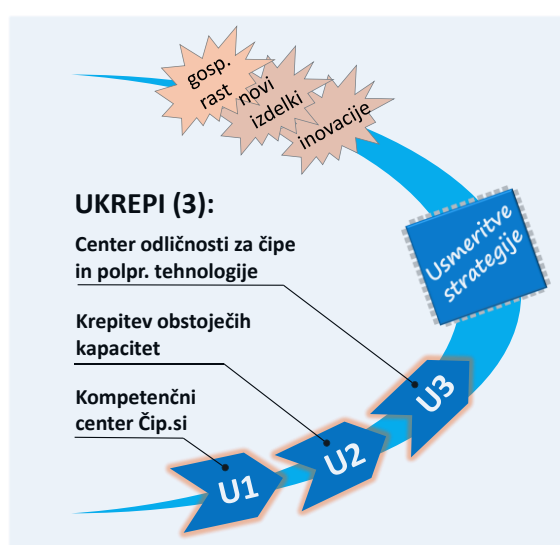 gosp.
rast
novi
izdelki
inovacije
UKREPI (3):
Center odličnosti za čipe
in polpr. tehnologije
Usmeritve
strategije
Krepitev obstoječih
kapacitet
Kompetenčni
center Čip.si
U1
U2
U3